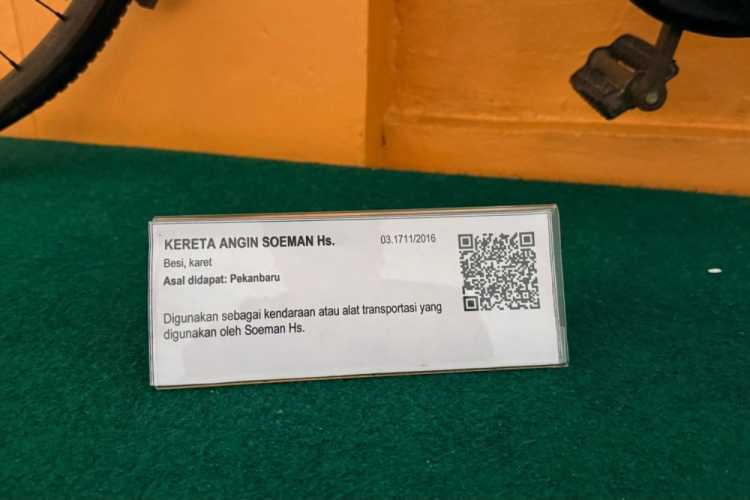 KERETA ANGIN SOEMAN Hs. 03.1711/2016
Besi, karet
Asal didapat: Pekanbaru
Digunakan sebagai kendaraan atau alat transportasi yang
digunakan oleh Soeman Hs.